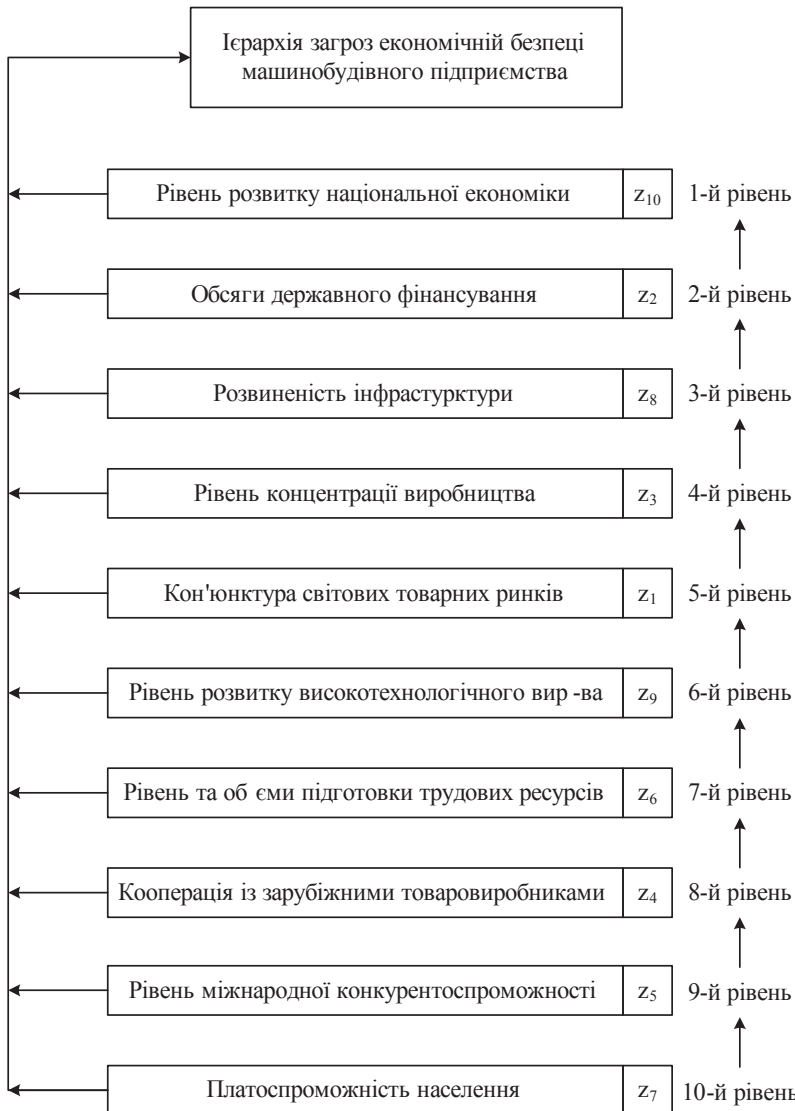 Ієрархія загроз економічній безпеці
машинобудівного підприємства
Рівень розвитку національної економіки z10 1-й рівень
Обсяги державного фінансування z2 2-й рівень
Розвиненість інфрастурктури z8 3-й рівень
Рівень концентрації виробництва z3 4-й рівень
Кон'юнктура світових товарних ринків z1 5-й рівень
Рівень розвитку високотехнологічного вир -ва z9 6-й рівень
Рівень та об єми підготовки трудових ресурсів z6 7-й рівень
Кооперація із зарубіжними товаровиробниками z4 8-й рівень
Рівень міжнародної конкурентоспроможності z5 9-й рівень
Платоспроможність населення z7 10-й рівень